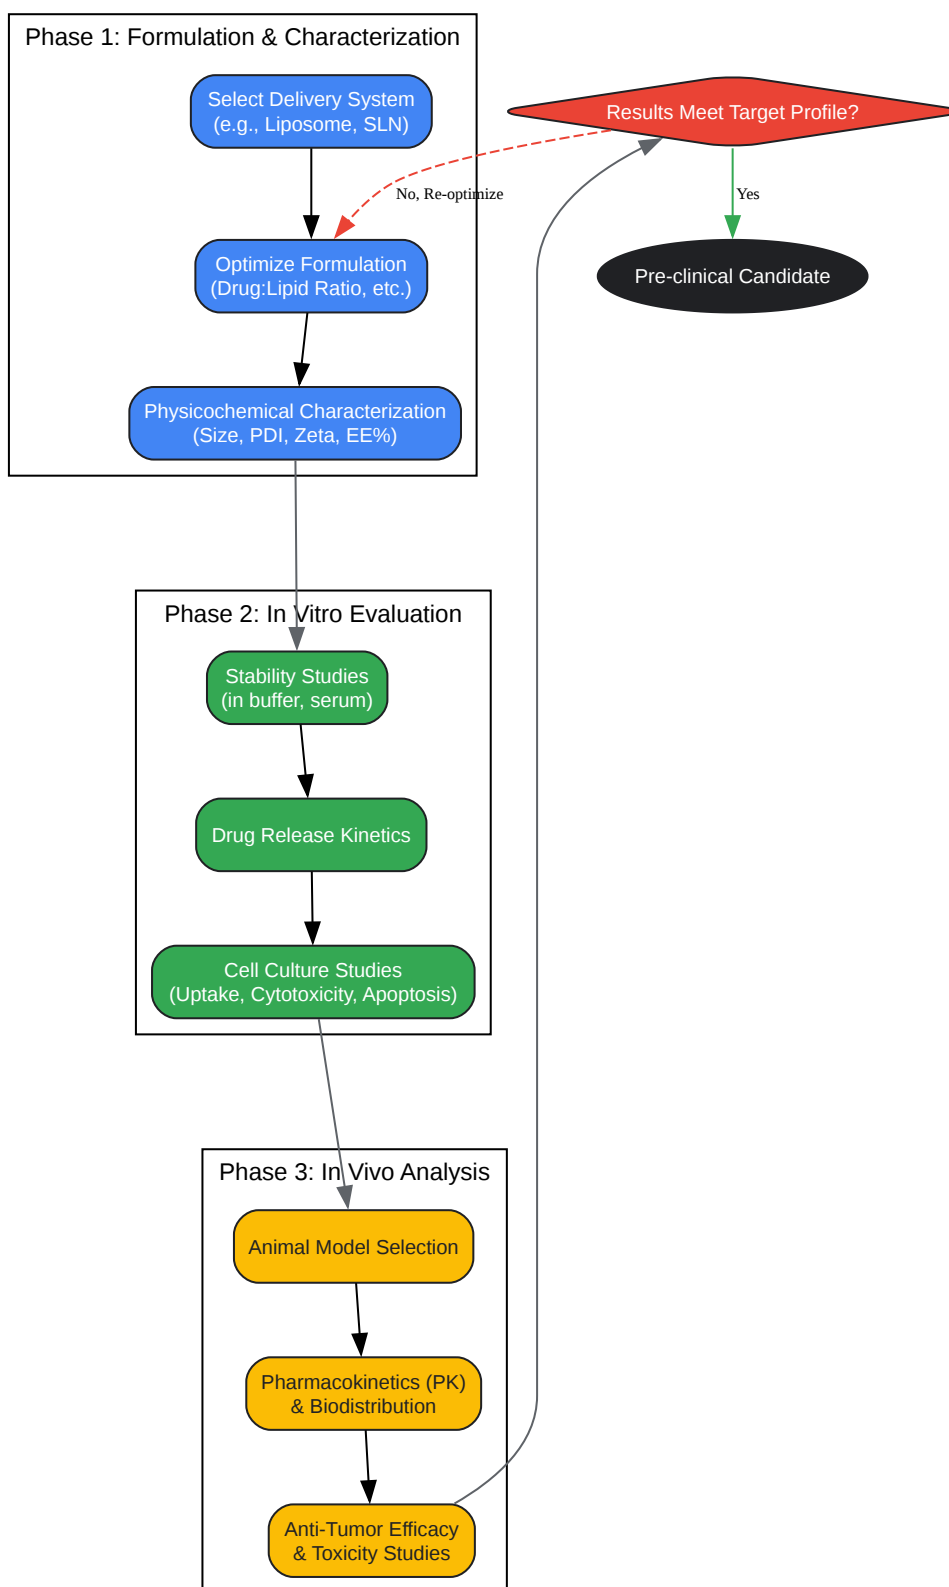 Phase 1: Formulation & Characterization
Select Delivery System
(e.g., Liposome, SLN)
Results Meet Target Profile?
No, Re-optimize
Yes
Optimize Formulation
(Drug:Lipid Ratio, etc.)
Pre-clinical Candidate
Physicochemical Characterization
(Size, PDI, Zeta, EE%)
Phase 2: In Vitro Evaluation
Stability Studies
(in buffer, serum)
Drug Release Kinetics
Cell Culture Studies
(Uptake, Cytotoxicity, Apoptosis)
Phase 3: In Vivo Analysis
Animal Model Selection
Pharmacokinetics (PK)
& Biodistribution
Anti-Tumor Efficacy
& Toxicity Studies